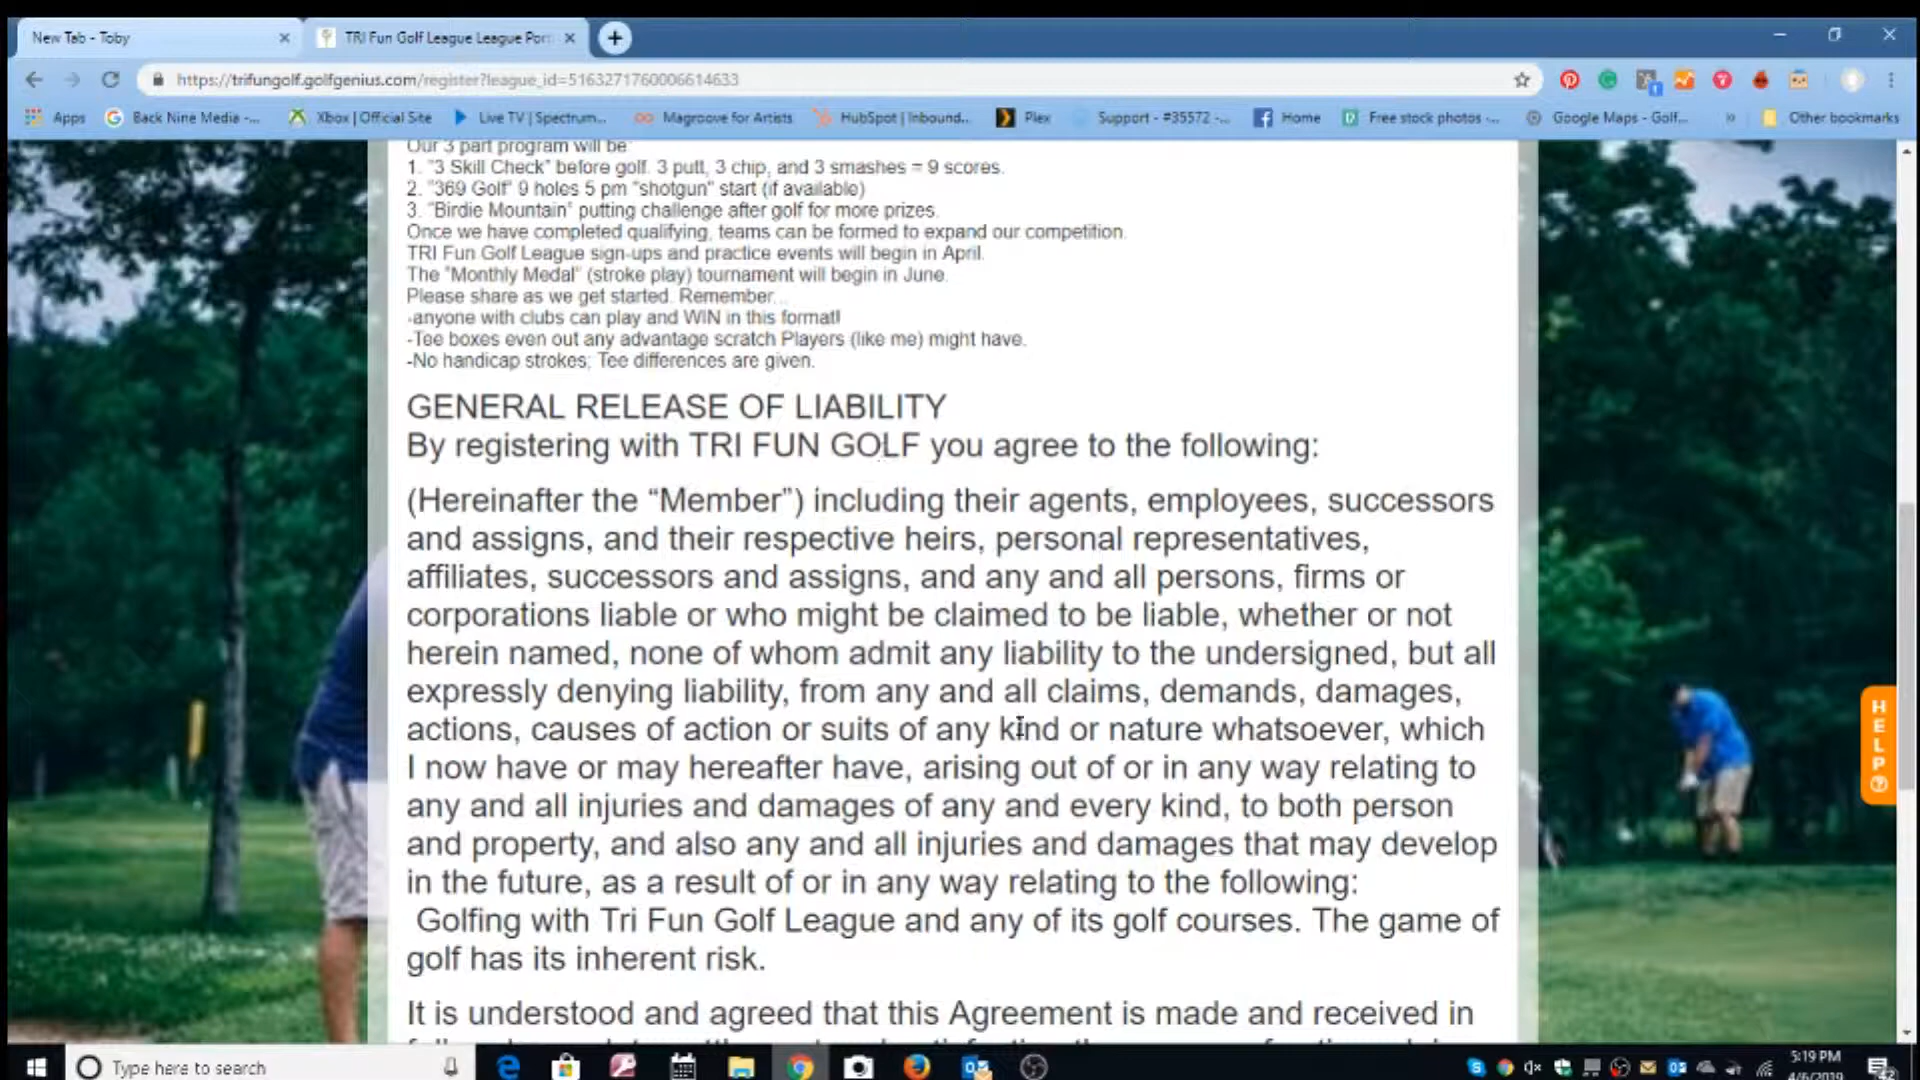 New Tab - Toby
TRI Fun Golf League League Por
https://trifungolf.golfgenius.com/register?league_id=5163271760006614633
Apps
Back Nine Media -...
Xbox | Official Site
Live TV | Spectrum...
Magroove for Artists
HubSpot | Inbound...
Plex
Support - #35572 -...
Home
Free stock photos -...
Google Maps - Golf...
»
Other bookmarks
Our 3 part program will be
1. "3 Skill Check" before golf. 3 putt, 3 chip, and 3 smashes = 9 scores.
2. "369 Golf" 9 holes 5 pm "shotgun" start (if available)
3. "Birdie Mountain" putting challenge after golf for more prizes.
Once we have completed qualifying, teams can be formed to expand our competition.
TRI Fun Golf League sign-ups and practice events will begin in April.
The "Monthly Medal" (stroke play) tournament will begin in June.
Please share as we get started. Remember...
-anyone with clubs can play and WIN in this format!
-Tee boxes even out any advantage scratch Players (like me) might have.
-No handicap strokes; Tee differences are given.
GENERAL RELEASE OF LIABILITY
By registering with TRI FUN GOLF you agree to the following:
(Hereinafter the “Member”) including their agents, employees, successors
and assigns, and their respective heirs, personal representatives,
affiliates, successors and assigns, and any and all persons, firms or
corporations liable or who might be claimed to be liable, whether or not
herein named, none of whom admit any liability to the undersigned, but all
expressly denying liability, from any and all claims, demands, damages,
actions, causes of action or suits of any kind or nature whatsoever, which
I now have or may hereafter have, arising out of or in any way relating to
any and all injuries and damages of any and every kind, to both person
and property, and also any and all injuries and damages that may develop
in the future, as a result of or in any way relating to the following:
Golfing with Tri Fun Golf League and any of its golf courses. The game of
golf has its inherent risk.
It is understood and agreed that this Agreement is made and received in
HELP
Type here to search
5:19 PM
4/6/2019